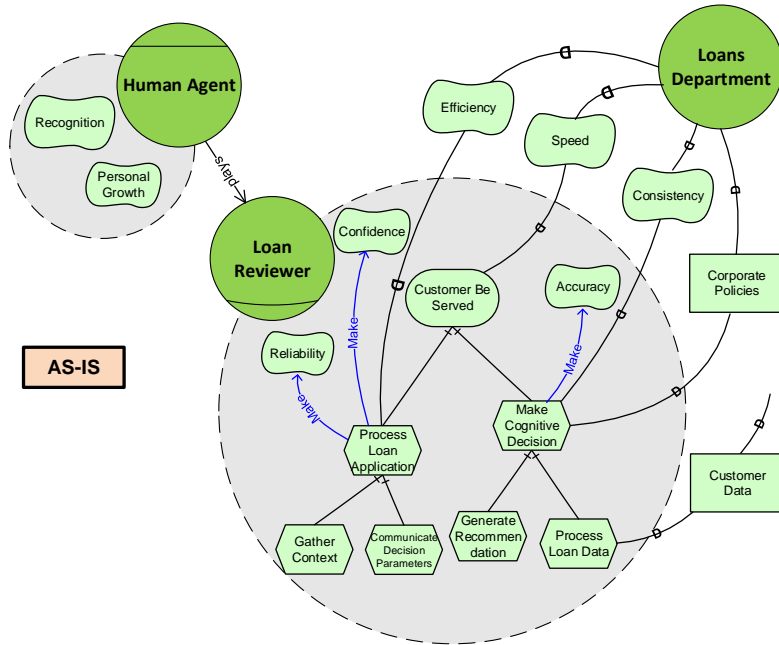 Human Agent
Recognition
Personal
Growth
plays
Loan
Reviewer
Loans
Department
D
D
Efficiency
Speed
Consistency
D
D
Confidence
D
D
D
Customer Be
Served
Accuracy
Corporate
Policies
AS-IS
Reliability
Make
Make
Make
Process
Loan
Application
Make
Cognitive
Decision
D
D
Customer
Data
D
D
Gather
Context
Communicate
Decision
Parameters
Generate
Recommen
dation
Process
Loan Data